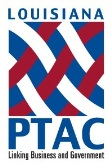 LOUISIANA
PTAC
Linking Business and Government